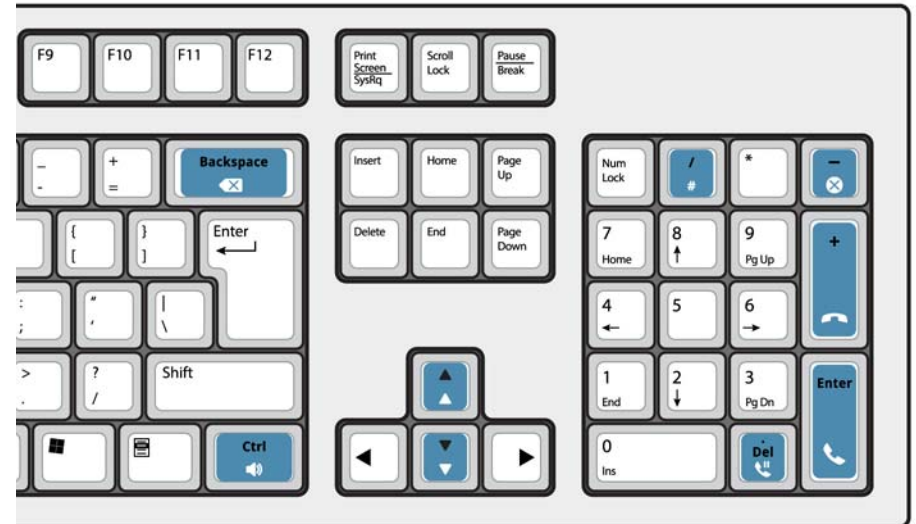 F9 F10 F11 F12 Print Scroll Pause
Screen Lock Break
SysRq
_ + Backspace Insert Home Page Num / * –
- = Up Lock #
{ } Enter Delete End Page 7 8 9 +
[ ] Down Home Pg Up
: " | 4 5 6
; ' \
> ? Shift 1 2 3 Enter
. / End Pg Dn
Ctrl 0 .
Ins Del